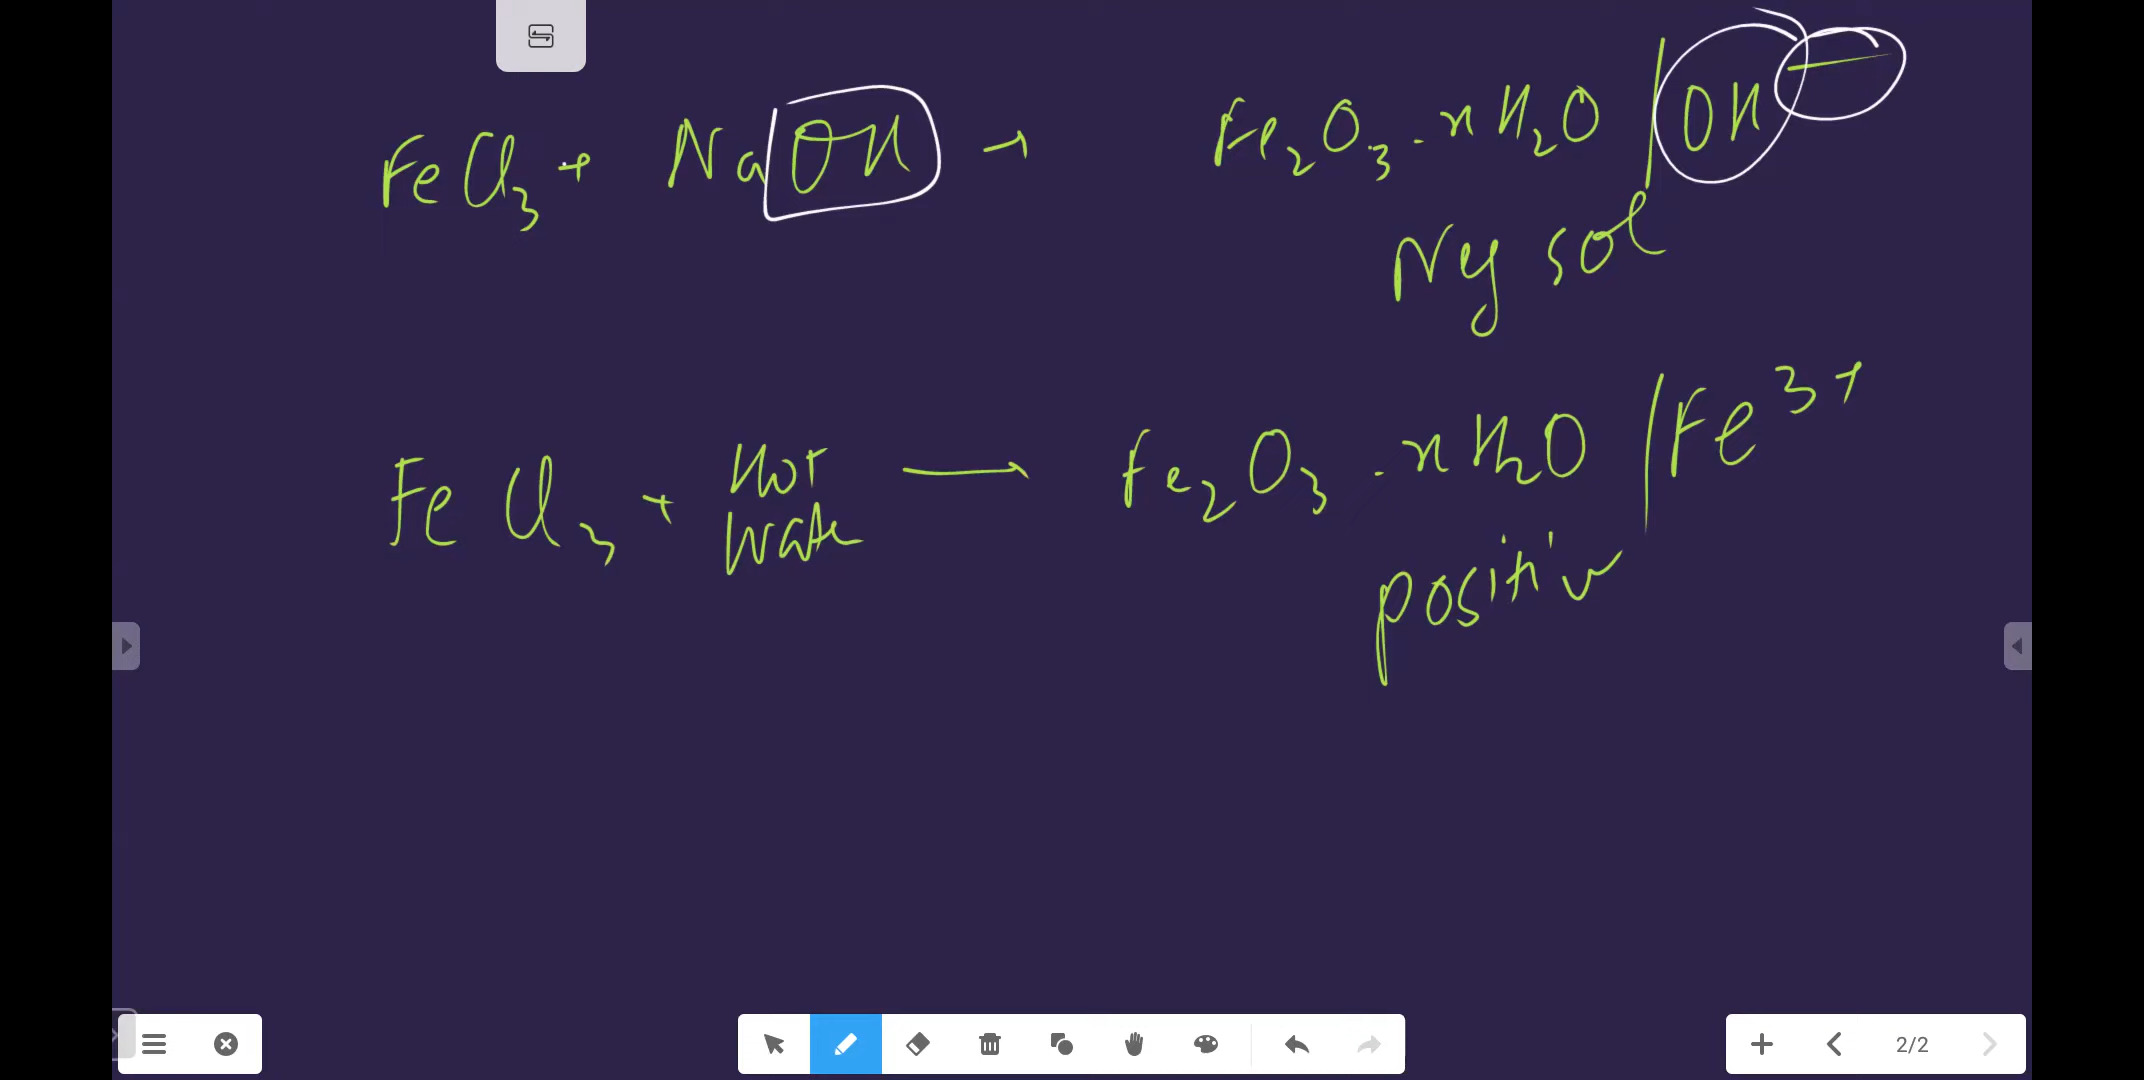 FeCl₃ + NaOH → Fe₂O₃.xH₂O / OH⁻
Neg sol
FeCl₃ + Hot → Fe₂O₃.xH₂O / Fe³⁺
water
positive
2/2